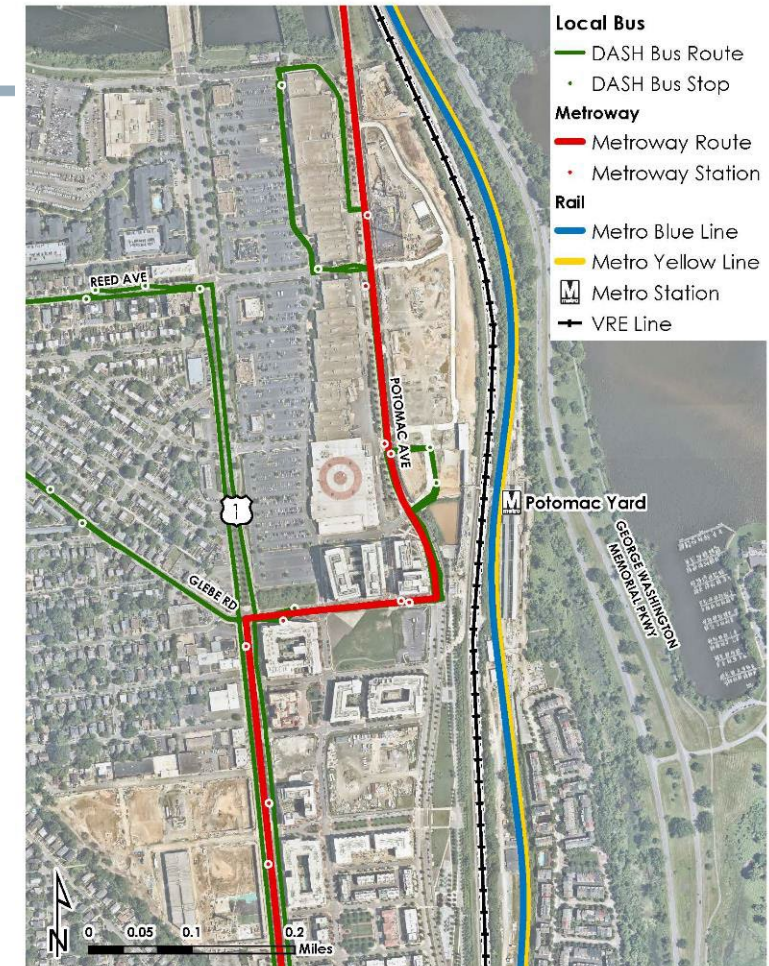 Local Bus
DASH Bus Route
DASH Bus Stop
Metroway
Metroway Route
Metroway Station
Rail
Metro Blue Line
Metro Yellow Line
M
metro
Metro Station
VRE Line
REED AVE
POTOMAC AVE
1
M
metro
Potomac Yard
GLEBE RD
GEORGE WASHINGTON
MEMORIAL PKWY
N
0 0.05 0.1 0.2
Miles